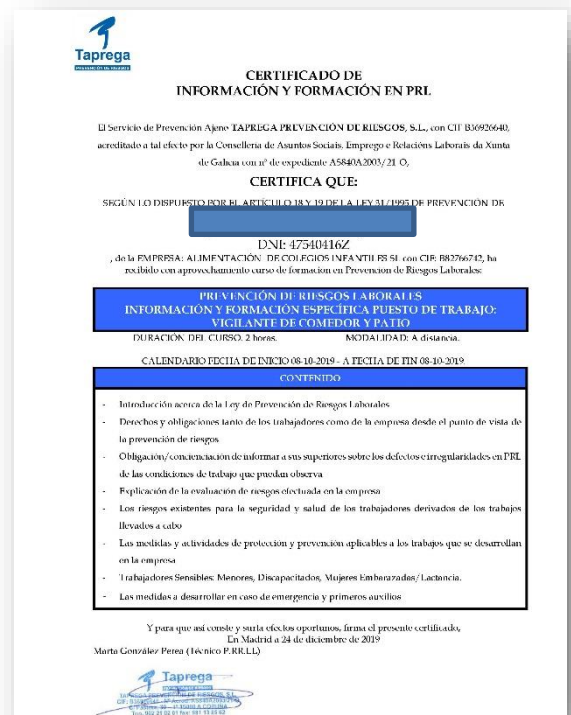 Taprega
PREVENCIÓN DE RIESGOS
CERTIFICADO DE
INFORMACIÓN Y FORMACIÓN EN PRL
El Servicio de Prevención Ajeno TAPREGA PREVENCIÓN DE RIESGOS, S.L., con CIF B36926640,
acreditado a tal efecto por la Conselleria de Asuntos Sociais, Emprego e Relacións Laborais da Xunta
de Galicia con nº de expediente A5840A2003/21-O,
CERTIFICA QUE:
SEGÚN LO DISPUESTO POR EL ARTÍCULO 18 Y 19 DE LA LEY 31/1995 DE PREVENCIÓN DE
DNI: 47540416Z
, de la EMPRESA: ALIMENTACIÓN DE COLEGIOS INFANTILES SL con CIF: B82766742, ha
recibido con aprovechamiento curso de formacion en Prevencion de Riesgos Laborales:
PREVENCIÓN DE RIESGOS LABORALES
INFORMACIÓN Y FORMACIÓN ESPECÍFICA PUESTO DE TRABAJO:
VIGILANTE DE COMEDOR Y PATIO
DURACIÓN DEL CURSO. 2 horas. MODALIDAD: A distancia.
CALENDARIO FECHA DE INICIO 08-10-2019 - A FECHA DE FIN 08-10-2019.
CONTENIDO
- Introducción acerca de la Ley de Prevención de Riesgos Laborales
- Derechos y obligaciones tanto de los trabajadores como de la empresa desde el punto de vista de
la prevención de riesgos
- Obligación/concienciación de informar a sus superiores sobre los defectos e irregularidades en PRL
de las condiciones de trabajo que puedan observa
- Explicación de la evaluación de riesgos efectuada en la empresa
- Los riesgos existentes para la seguridad y salud de los trabajadores derivados de los trabajos
llevados a cabo
- Las medidas y actividades de protección y prevención aplicables a los trabajos que se desarrollan
en la empresa
- Trabajadores Sensibles: Menores, Discapacitados, Mujeres Embarazadas/Lactancia.
- Las medidas a desarrollar en caso de emergencia y primeros auxilios
Y para que así conste y surta efectos oportunos, firma el presente certificado,
En Madrid a 24 de diciembre de 2019
Marta González Perea (Técnico P.RR.LL)
Taprega
TAPREGA PREVENCIÓN DE RIESGOS, S.L.